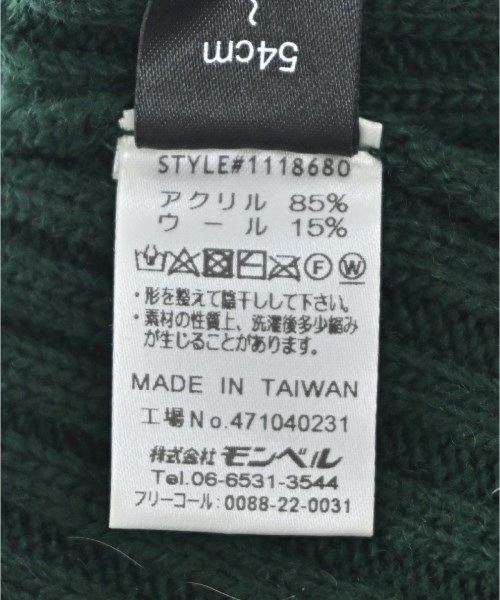 54cm
~
STYLE#1118680
アクリル 85%
ウール 15%
F W
・形を整えて陰干しして下さい。
・素材の性質上、洗濯後多少縮み
が生じることがあります。
MADE IN TAIWAN
工場No.471040231
株式会社 モンベル
Tel.06-6531-3544
フリーコール:0088-22-0031